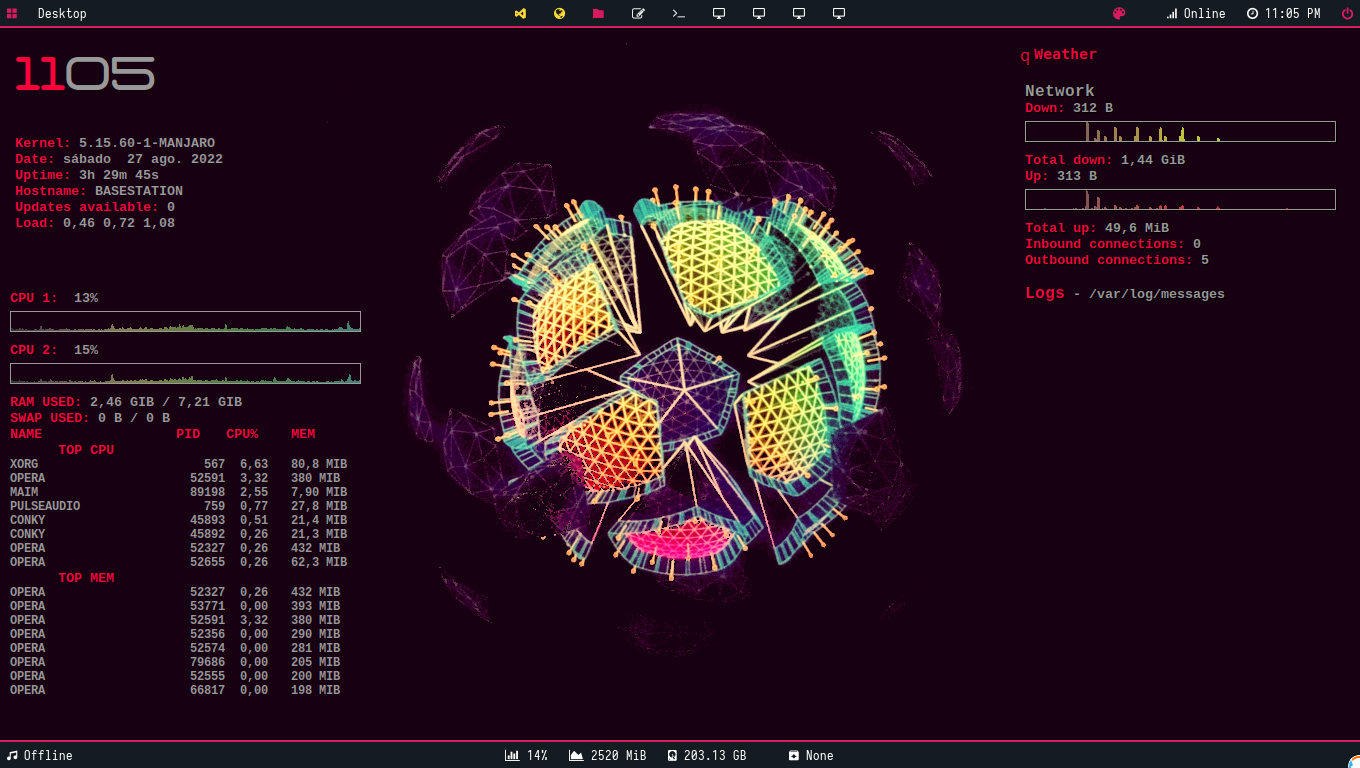 Desktop
Online 11:05 PM
1105
Kernel: 5.15.60-1-MANJARO
Date: sábado  27 ago. 2022
Uptime: 3h 29m 45s
Hostname: BASESTATION
Updates available: 0
Load: 0,46 0,72 1,08
CPU 1: 13%
CPU 2: 15%
RAM USED: 2,46 GIB / 7,21 GIB
SWAP USED: 0 B / 0 B
NAME PID CPU% MEM
TOP CPU
XORG 567 6,63 80,8 MIB
OPERA 52591 3,32 380 MIB
MAIM 89198 2,55 7,90 MIB
PULSEAUDIO 759 0,77 27,8 MIB
CONKY 45893 0,51 21,4 MIB
CONKY 45892 0,26 21,3 MIB
OPERA 52327 0,26 432 MIB
OPERA 52655 0,26 62,3 MIB
TOP MEM
OPERA 52327 0,26 432 MIB
OPERA 53771 0,00 393 MIB
OPERA 52591 3,32 380 MIB
OPERA 52356 0,00 290 MIB
OPERA 52574 0,00 281 MIB
OPERA 79686 0,00 205 MIB
OPERA 52555 0,00 200 MIB
OPERA 66817 0,00 198 MIB
q Weather
Network
Down: 312 B
Total down: 1,44 GiB
Up: 313 B
Total up: 49,6 MiB
Inbound connections: 0
Outbound connections: 5
Logs - /var/log/messages
Offline 14% 2520 MiB 203.13 GB None